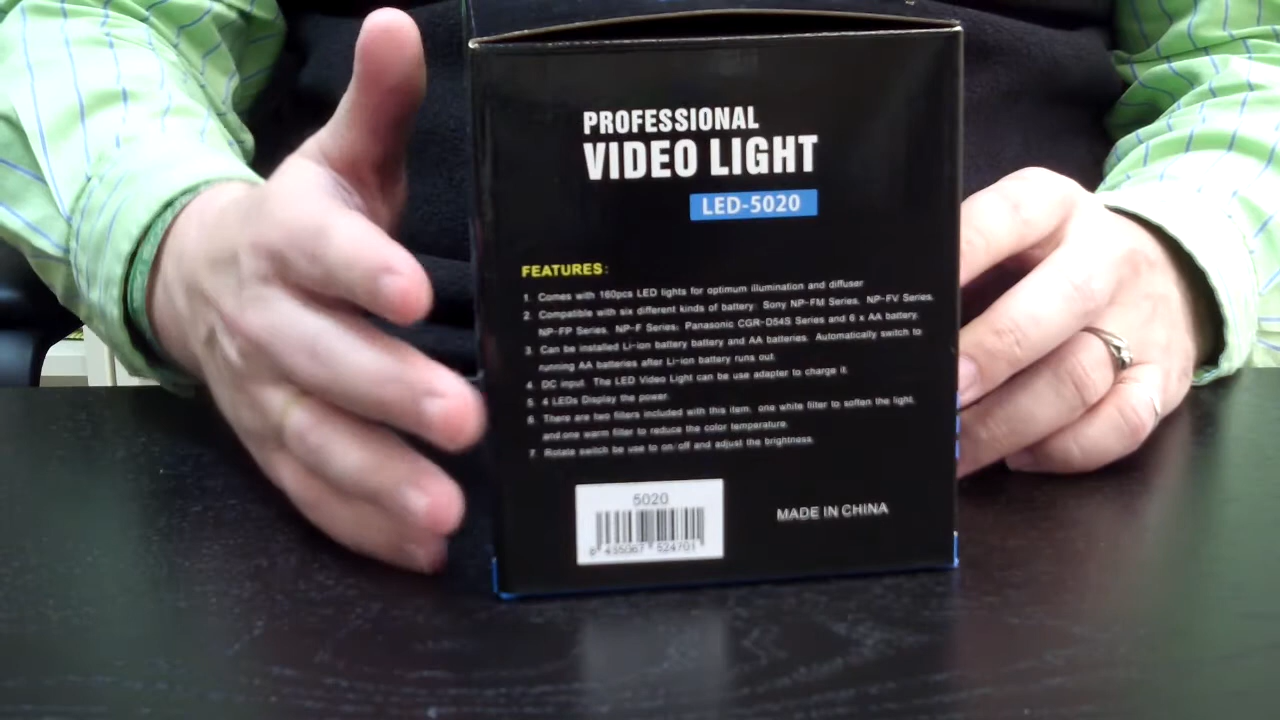 PROFESSIONAL
VIDEO LIGHT
LED-5020
FEATURES:
1. Comes with 160pcs LED lights for optimum illumination and diffuser
2. Compatible with six different kinds of battery: Sony NP-FM Series, NP-FV Series,
NP-FP Series, NP-F Series; Panasonic CGR-D54S Series and 6 x AA battery.
3. Can be installed Li-ion battery battery and AA batteries. Automatically switch to
running AA batteries after Li-ion battery runs out.
4. DC input. The LED Video Light can be use adapter to charge it.
5. 4 LEDs Display the power.
6. There are two filters included with this item, one white filter to soften the light,
and one warm filter to reduce the color temperature.
7. Rotate switch be use to on/off and adjust the brightness.
5020
MADE IN CHINA